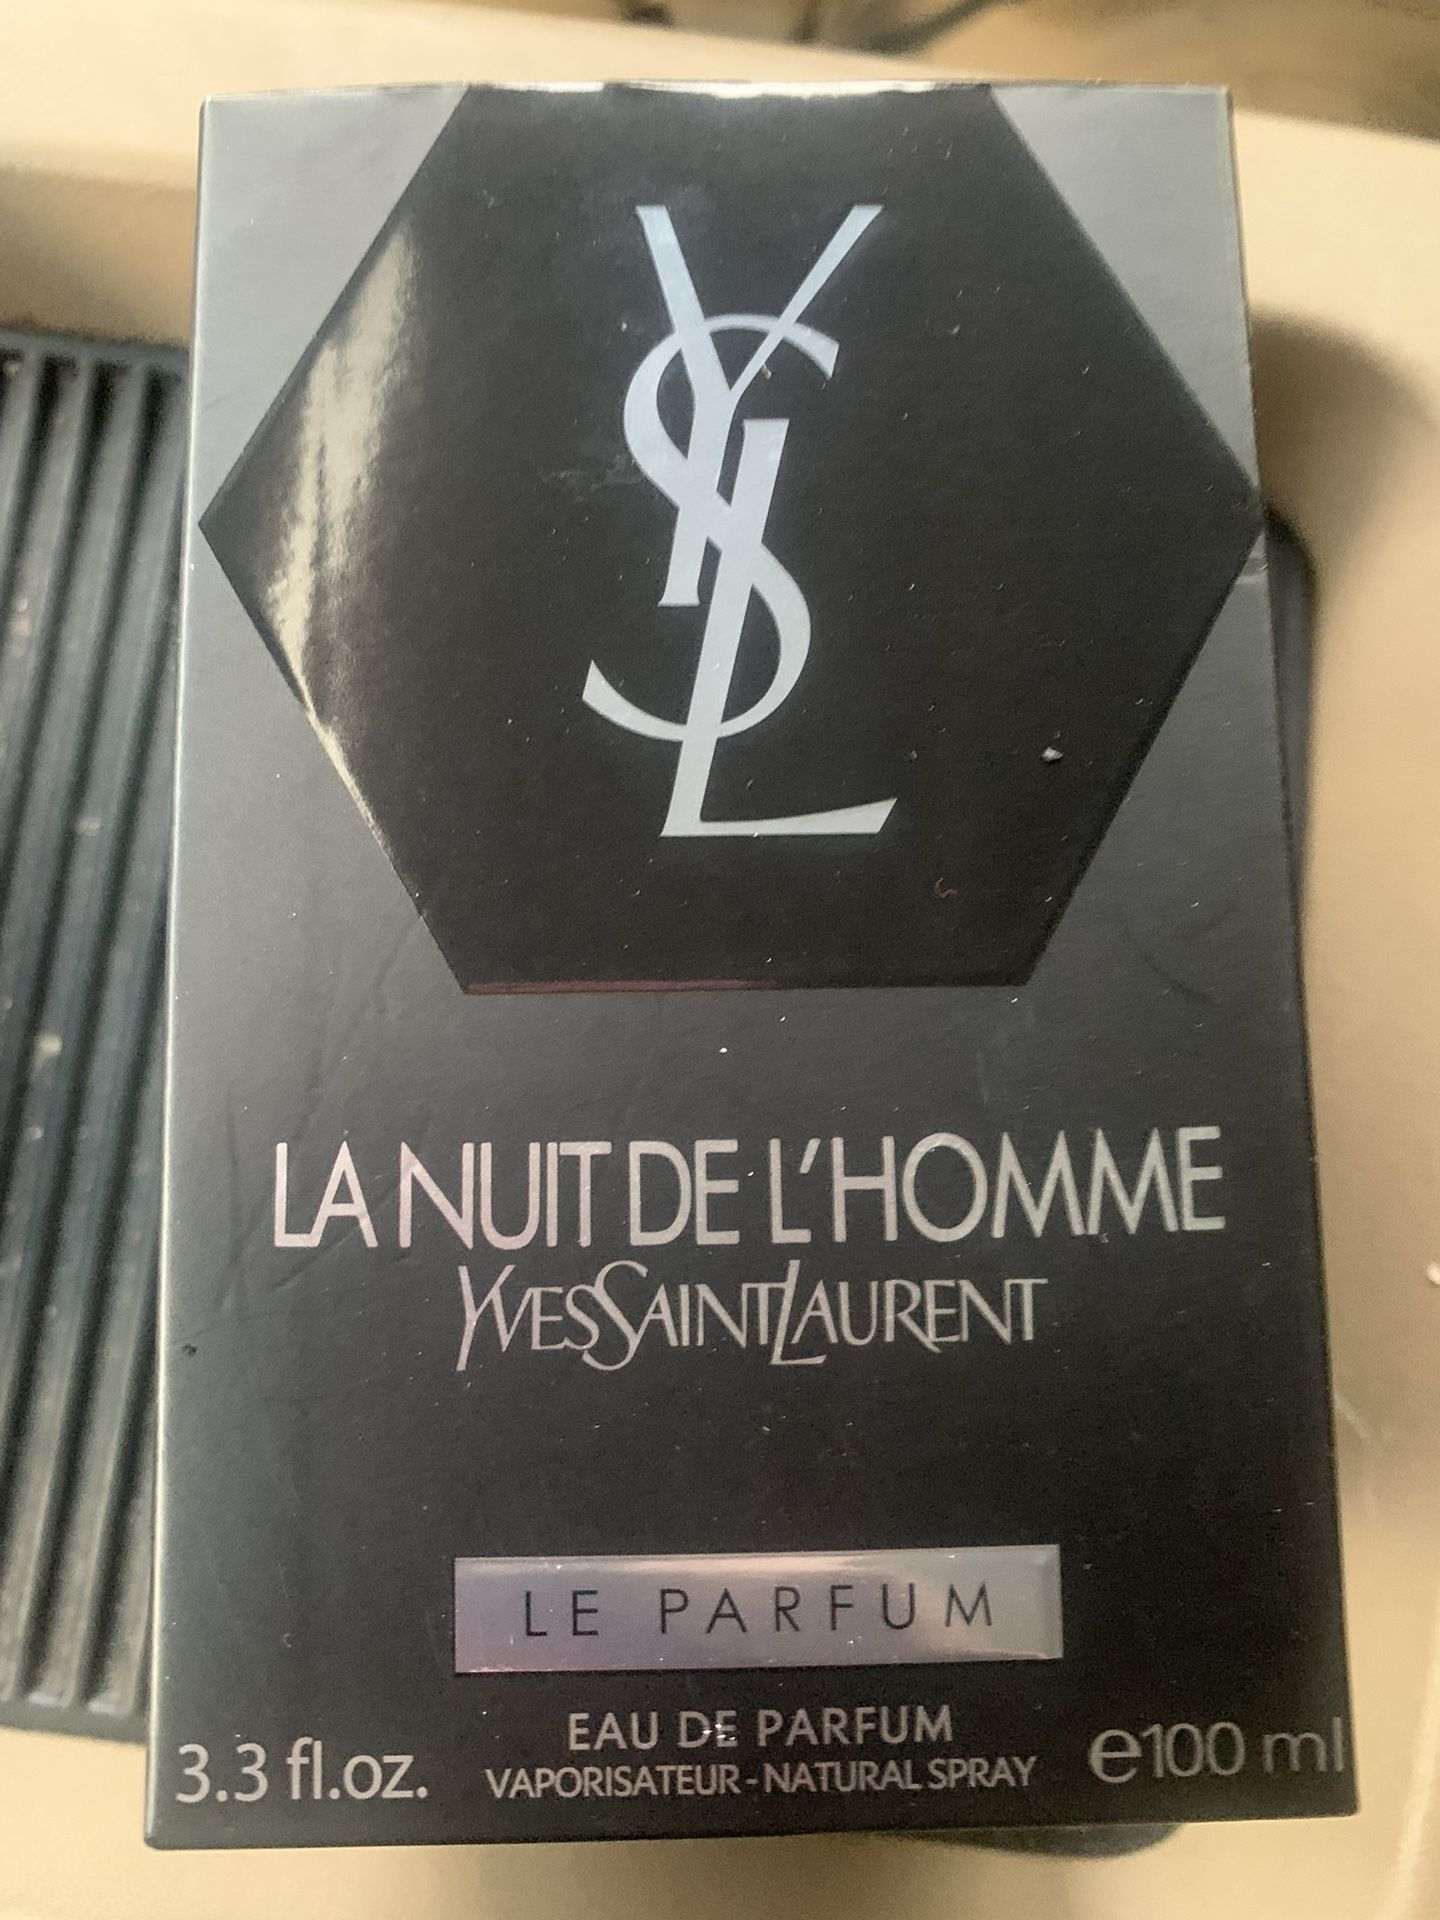 YSL
LA NUIT DE L'HOMME
YVESSAINTLAURENT
LE PARFUM
EAU DE PARFUM
3.3 fl.oz. VAPORISATEUR - NATURAL SPRAY e100 ml